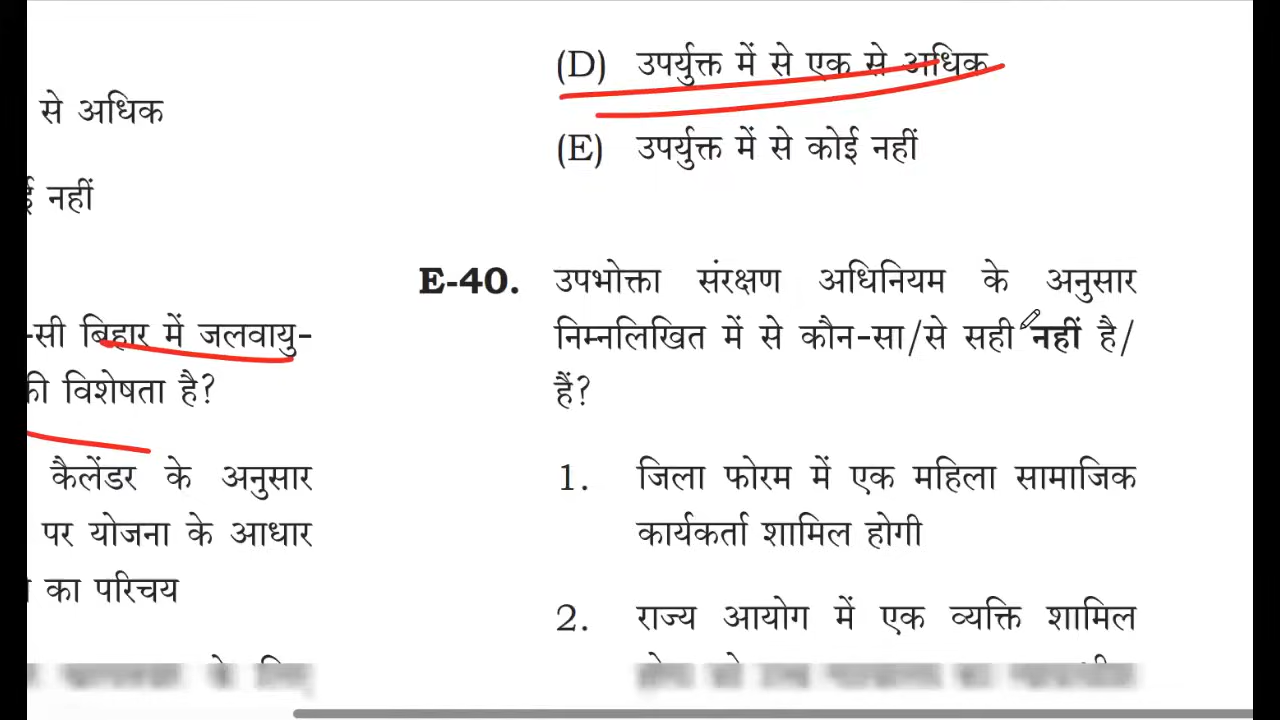 से अधिक
ई नहीं
-सी बिहार में जलवायु-
की विशेषता है?
कैलेंडर के अनुसार
पर योजना के आधार
का परिचय
(D) उपर्युक्त में से एक से अधिक
(E) उपर्युक्त में से कोई नहीं
E-40. उपभोक्ता संरक्षण अधिनियम के अनुसार
निम्नलिखित में से कौन-सा/से सही नहीं है/
हैं?
1. जिला फोरम में एक महिला सामाजिक
कार्यकर्ता शामिल होगी
2. राज्य आयोग में एक व्यक्ति शामिल